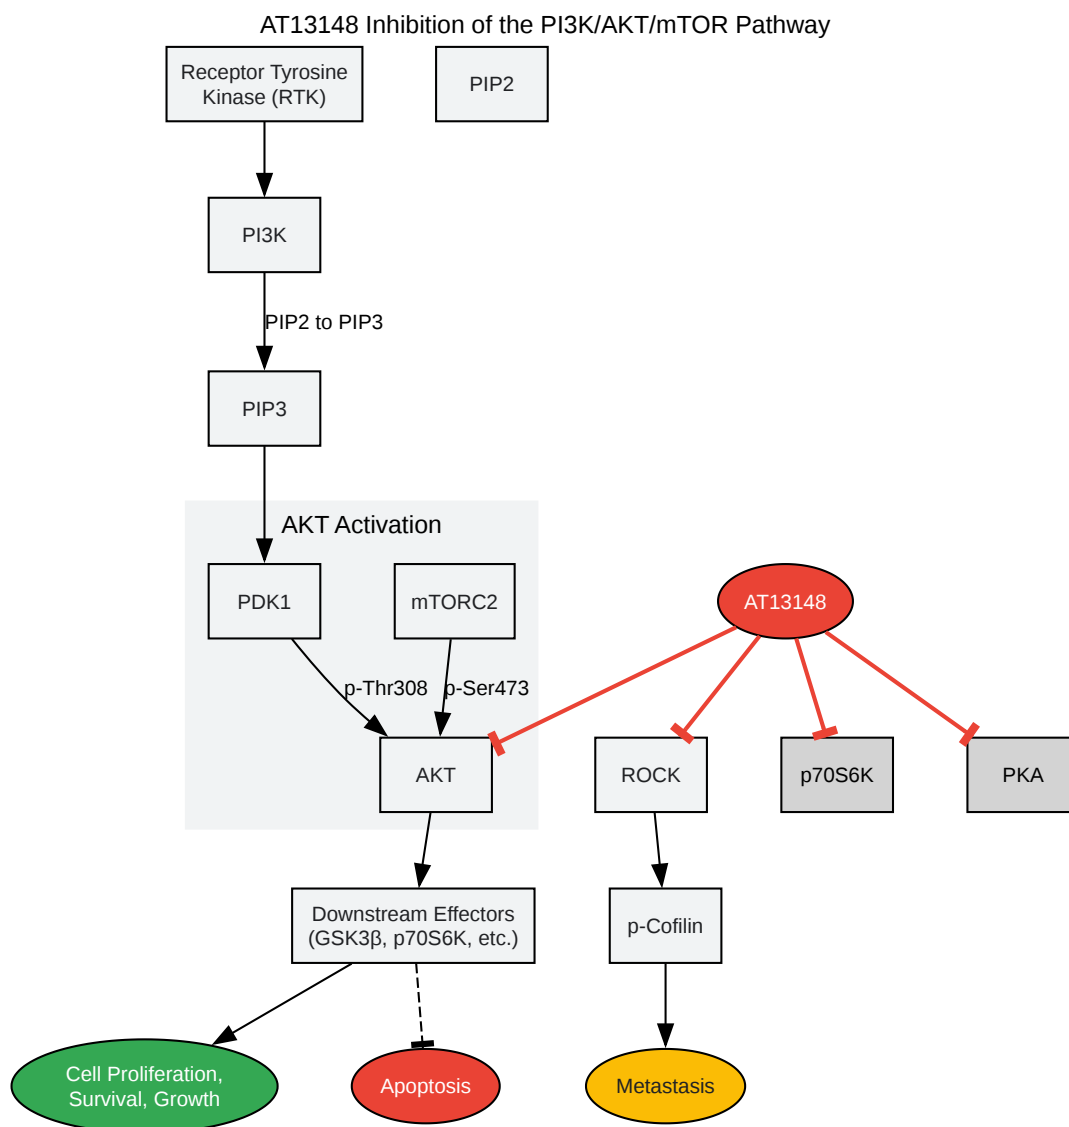 AT13148 Inhibition of the PI3K/AKT/mTOR Pathway
Receptor Tyrosine
Kinase (RTK)
PIP2
PI3K
PIP2 to PIP3
PIP3
AKT Activation
PDK1
mTORC2
AT13148
p-Thr308
p-Ser473
AKT
ROCK
p70S6K
PKA
Downstream Effectors
(GSK3β, p70S6K, etc.)
p-Cofilin
Cell Proliferation,
Survival, Growth
Apoptosis
Metastasis